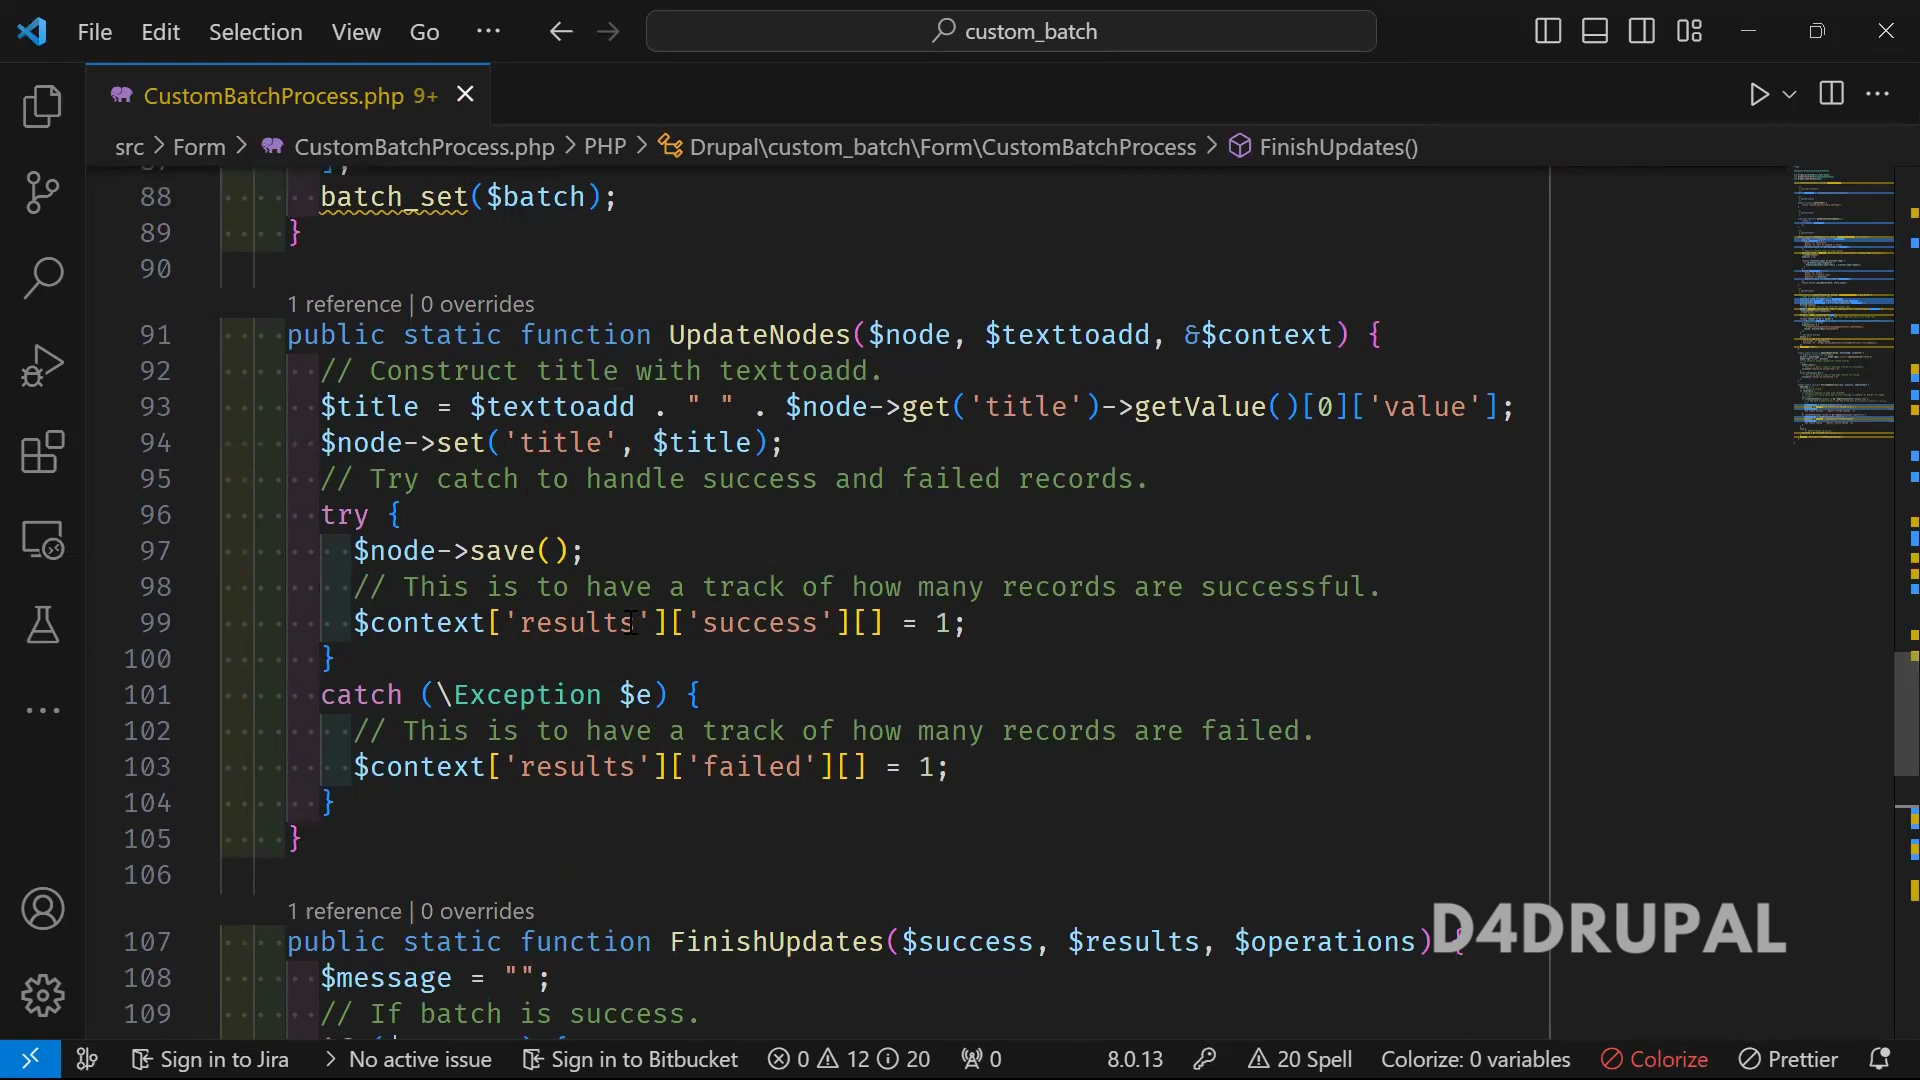 File Edit Selection View Go ··· custom_batch
CustomBatchProcess.php 9+
src > Form > CustomBatchProcess.php > PHP > Drupal\custom_batch\Form\CustomBatchProcess > FinishUpdates()
88 batch_set($batch);
89 }
90
1 reference | 0 overrides
91 public static function UpdateNodes($node, $texttoadd, &$context) {
92 // Construct title with texttoadd.
93 $title = $texttoadd . " " . $node->get('title')->getValue()[0]['value'];
94 $node->set('title', $title);
95 // Try catch to handle success and failed records.
96 try {
97 $node->save();
98 // This is to have a track of how many records are successful.
99 $context['results']['success'][] = 1;
100 }
101 catch (\Exception $e) {
102 // This is to have a track of how many records are failed.
103 $context['results']['failed'][] = 1;
104 }
105 }
106
1 reference | 0 overrides
107 public static function FinishUpdates($success, $results, $operations) {
D4DRUPAL
108 $message = "";
109 // If batch is success.
Sign in to Jira > No active issue Sign in to Bitbucket 0 12 20 0 8.0.13 20 Spell Colorize: 0 variables Colorize Prettier